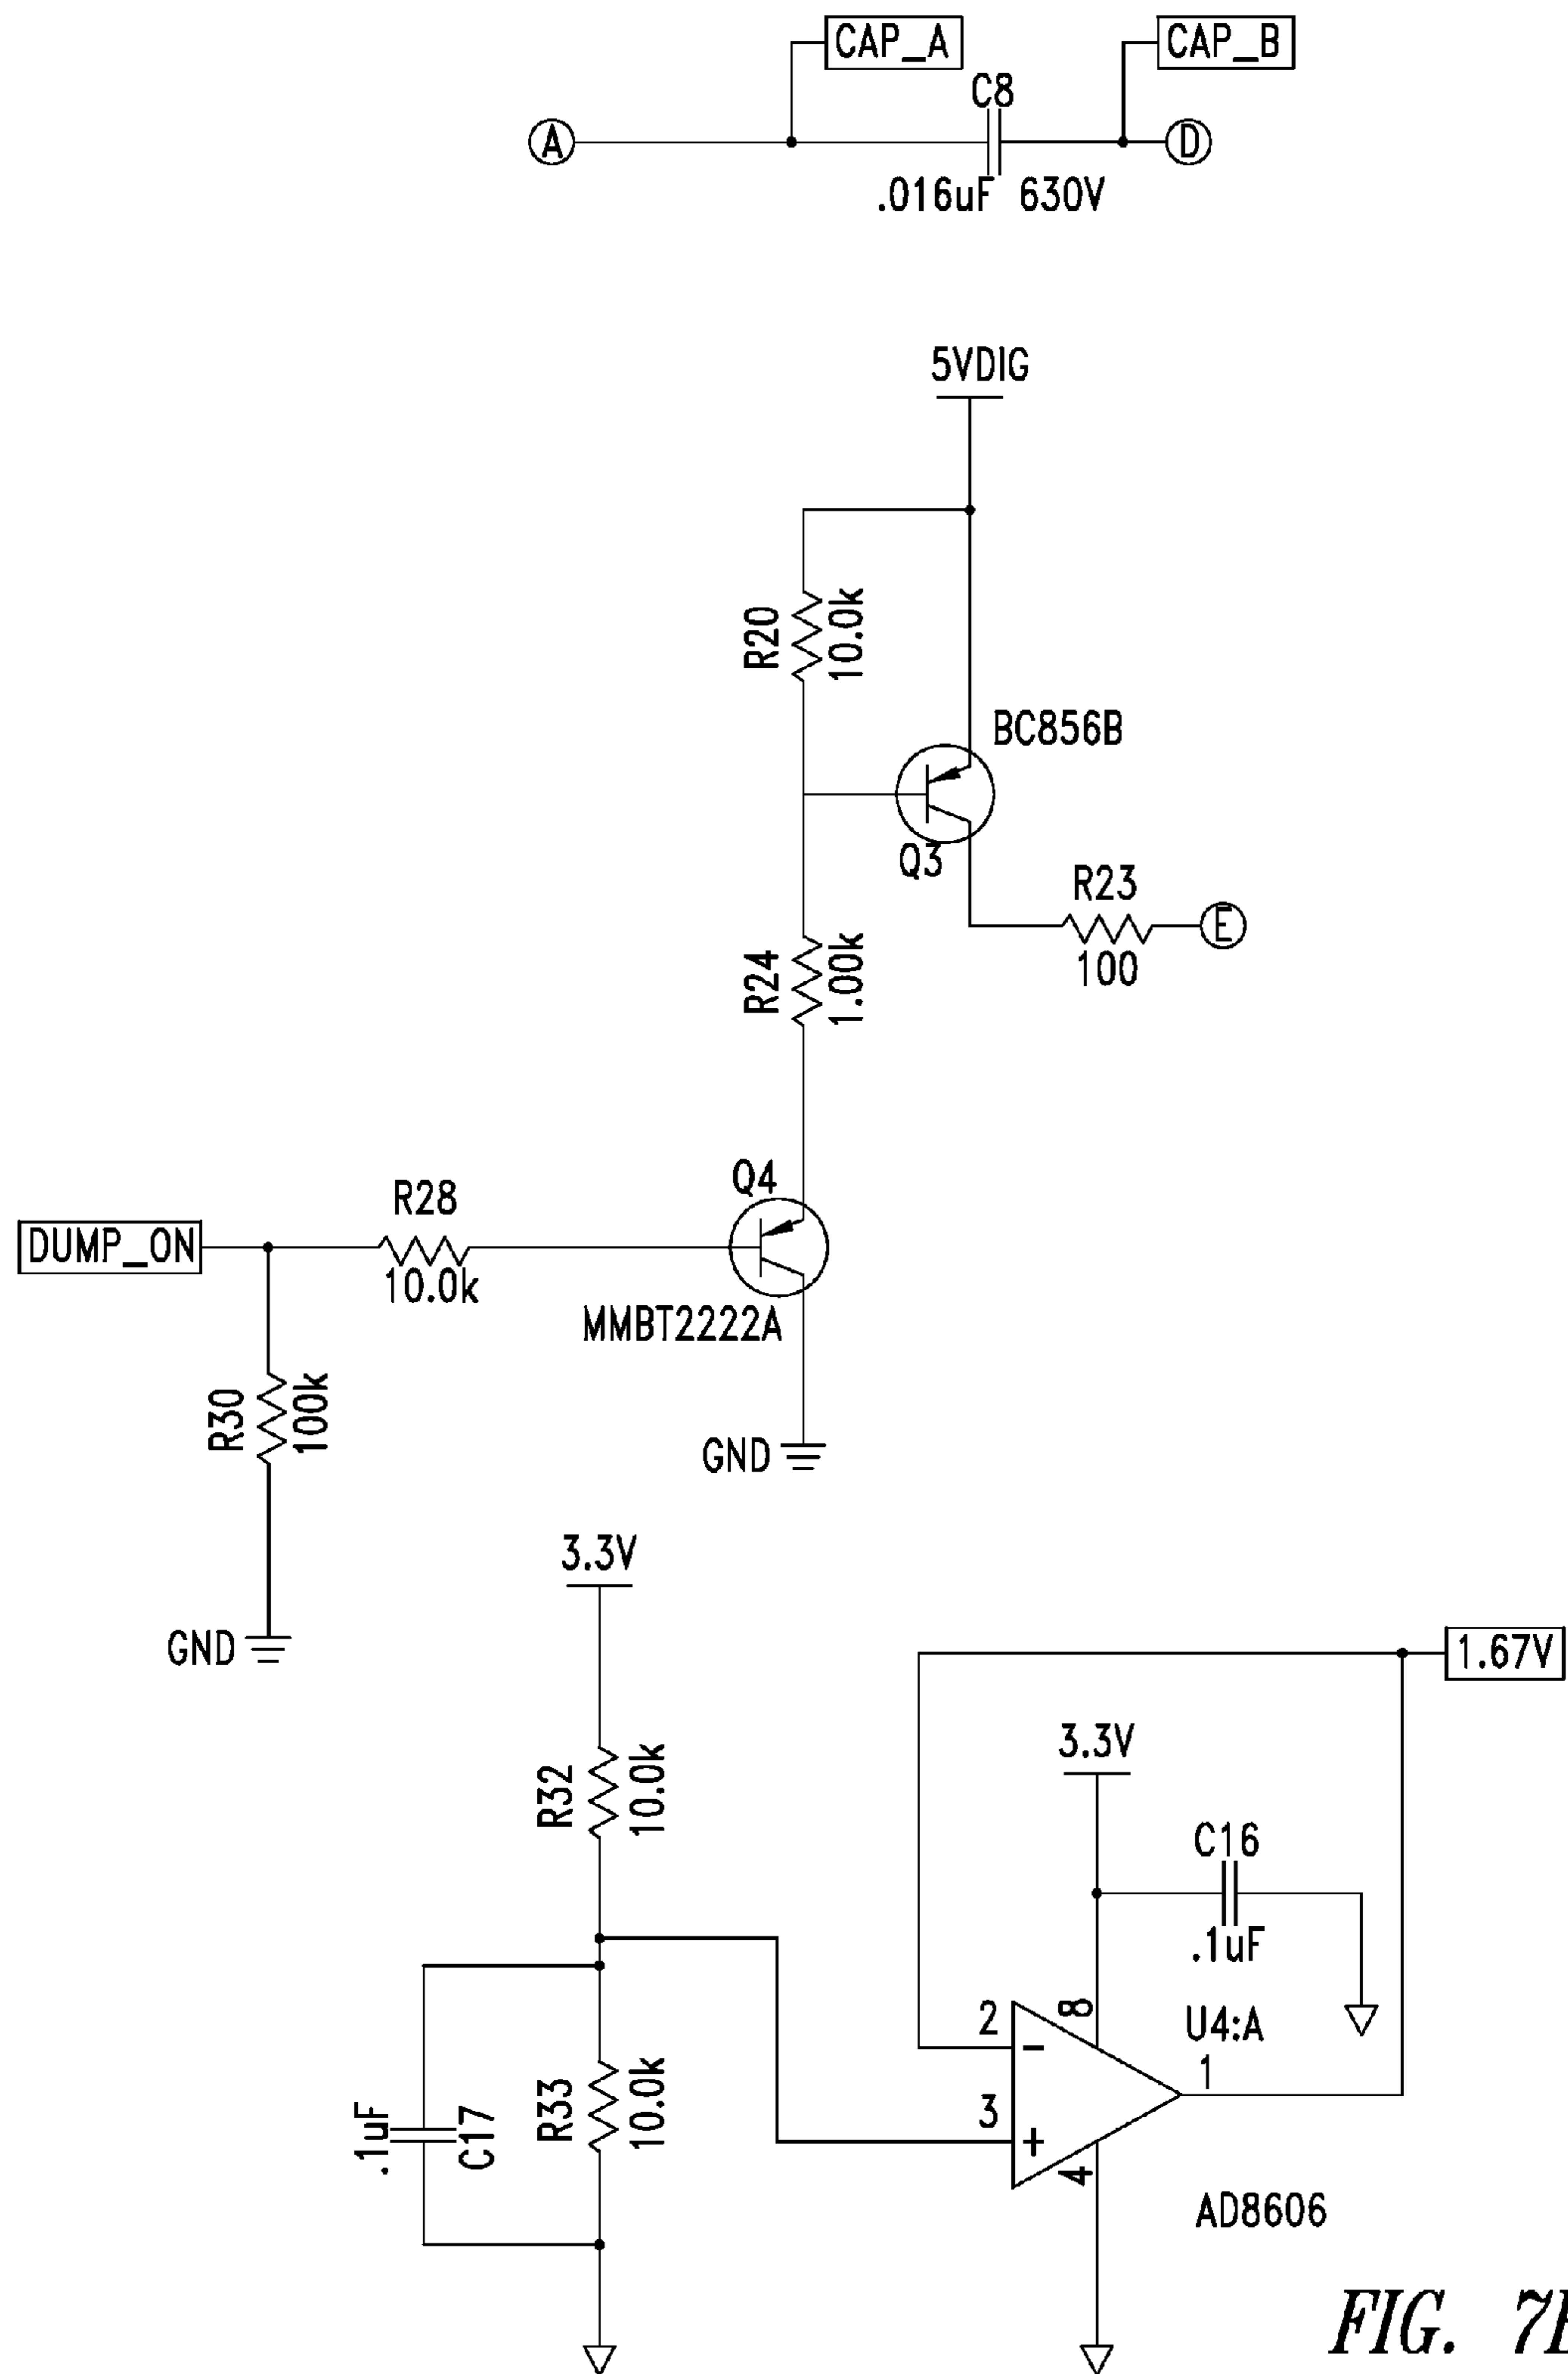 CAP_A
CAP_B
C8
A
D
.016uF 630V
5VDIG
R20
10.0k
BC856B
Q3
R23
100
E
R24
1.00k
Q4
R28
DUMP_ON
10.0k
MMBT2222A
R30
100k
GND
3.3V
GND
1.67V
R32
10.0k
3.3V
C16
.1uF
2
8
U4:A
-
1
3
+
4
.1uF
C17
R33
10.0k
AD8606
FIG.